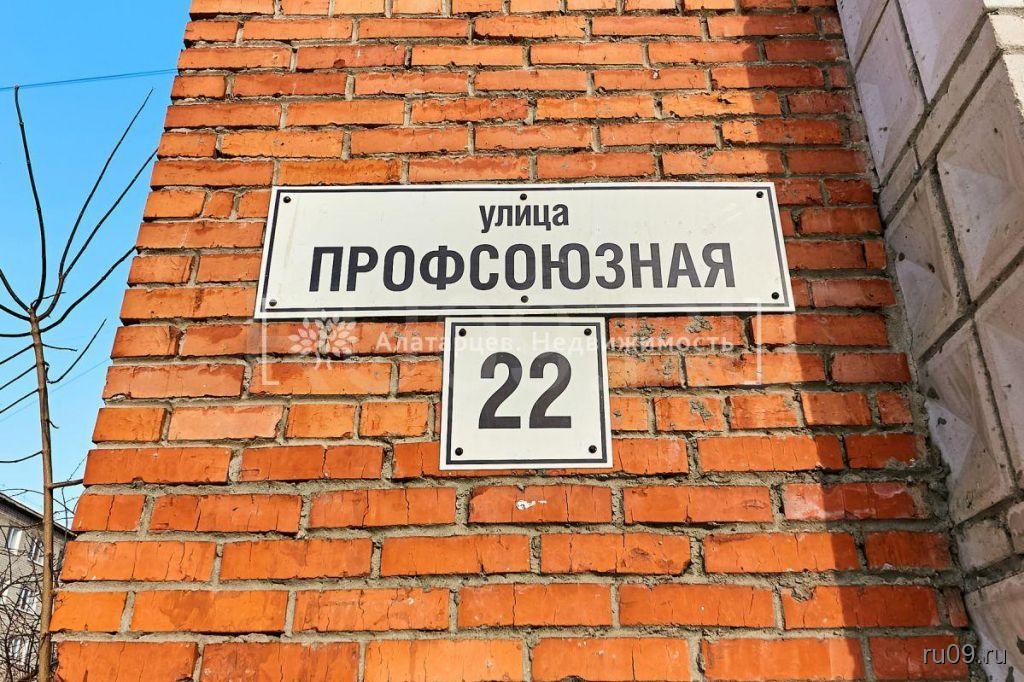 улица
ПРОФСОЮЗНАЯ
Алатарцев. Недвижимость
22
ru09.ru